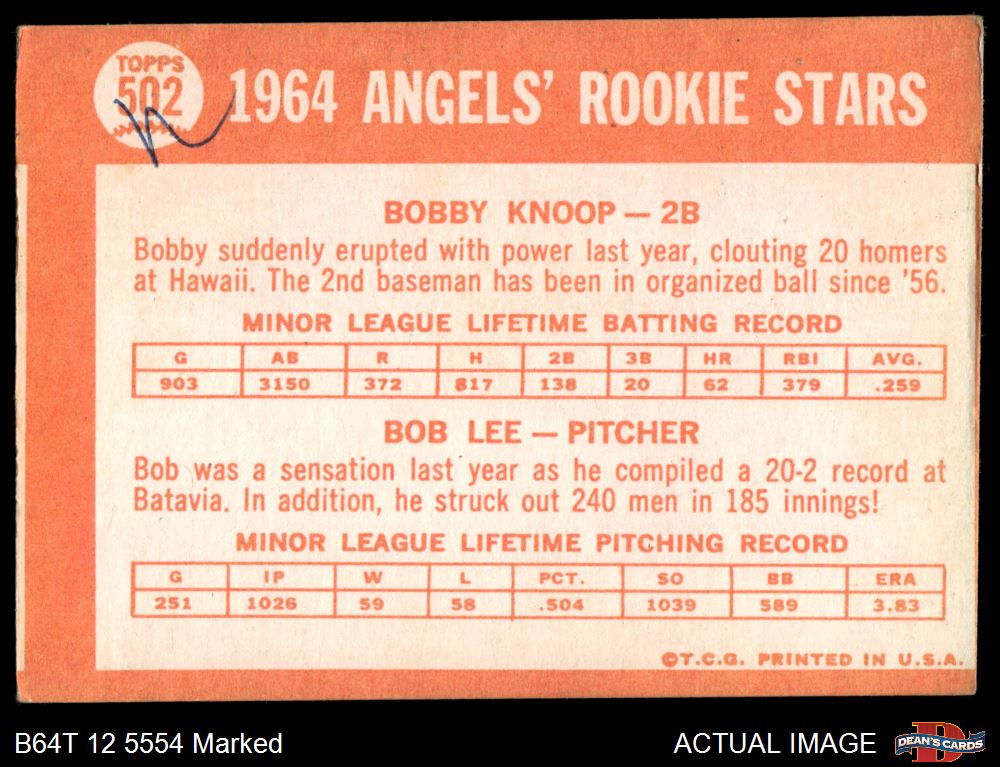 TOPPS
502
1964 ANGELS' ROOKIE STARS
BOBBY KNOOP — 2B
Bobby suddenly erupted with power last year, clouting 20 homers
at Hawaii. The 2nd baseman has been in organized ball since '56.
MINOR LEAGUE LIFETIME BATTING RECORD
G AB R H 2B 3B HR RBI AVG.
903 3150 372 817 138 20 62 379 .259
BOB LEE — PITCHER
Bob was a sensation last year as he compiled a 20-2 record at
Batavia. In addition, he struck out 240 men in 185 innings!
MINOR LEAGUE LIFETIME PITCHING RECORD
G IP W L PCT. SO BB ERA
251 1026 59 58 .504 1039 589 3.83
©T.C.G. PRINTED IN U.S.A.
B64T 12 5554 Marked
ACTUAL IMAGE
DEAN'S CARDS